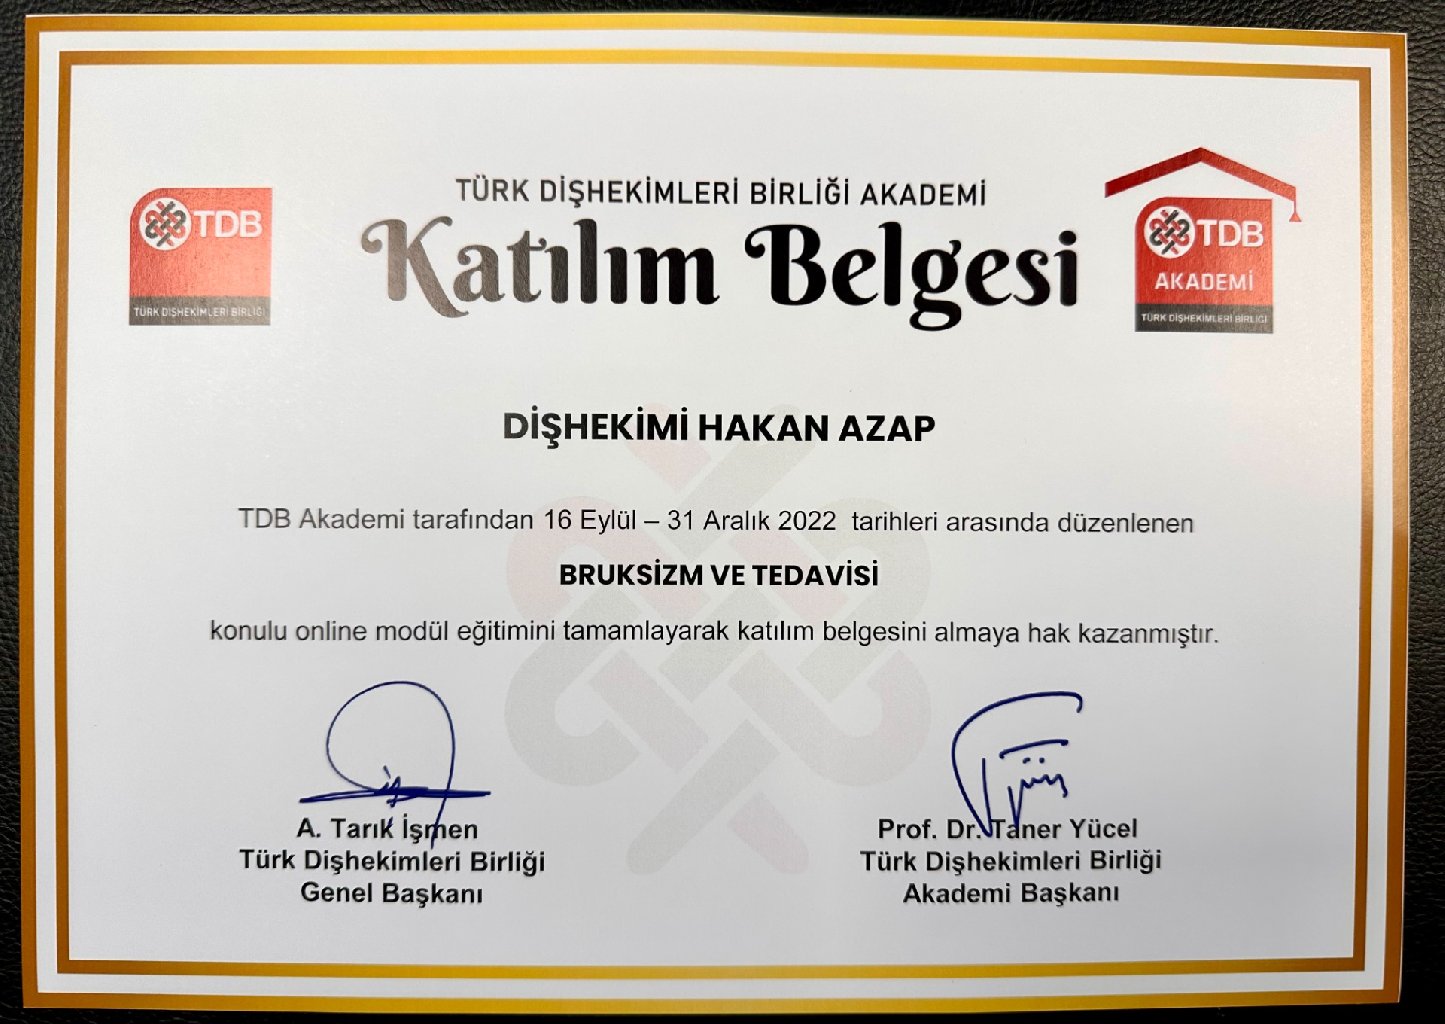 TDB
TÜRK DİŞHEKİMLERİ BİRLİĞİ
TÜRK DİŞHEKİMLERİ BİRLİĞİ AKADEMİ
Katılım Belgesi
TDB
AKADEMİ
TÜRK DİŞHEKİMLERİ BİRLİĞİ
DİŞHEKİMİ HAKAN AZAP
TDB Akademi tarafından 16 Eylül – 31 Aralık 2022 tarihleri arasında düzenlenen
BRUKSİZM VE TEDAVİSİ
konulu online modül eğitimini tamamlayarak katılım belgesini almaya hak kazanmıştır.
A. Tarık İşmen
Türk Dişhekimleri Birliği
Genel Başkanı
Prof. Dr. Taner Yücel
Türk Dişhekimleri Birliği
Akademi Başkanı